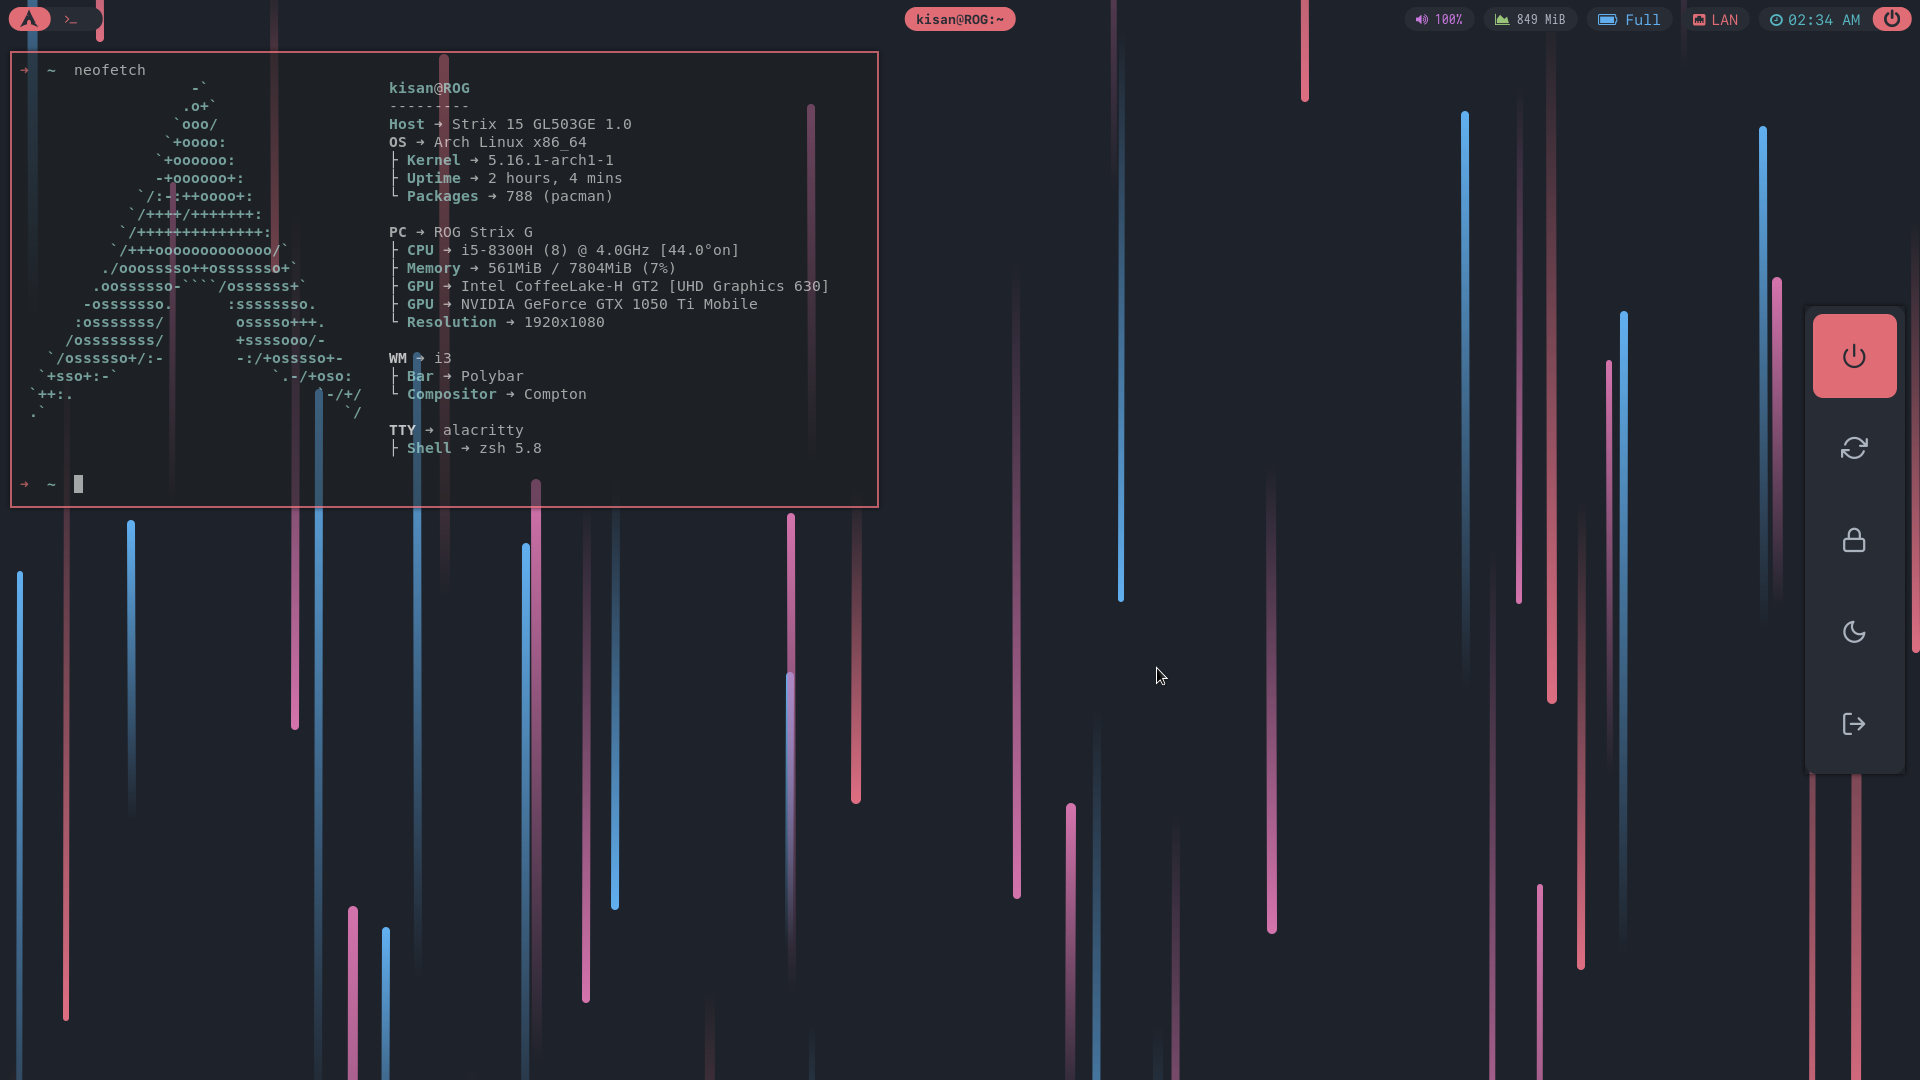 >_
kisan@ROG:~
100%
849 MiB
Full
LAN
02:34 AM
➜ ~ neofetch
-`
.o+`
`ooo/
`+oooo:
`+oooooo:
-+oooooo+:
`/:-:++oooo+:
`/++++/+++++++:
`/++++++++++++++:
`/+++ooooooooooooo/`
./ooosssso++osssssso+`
.oossssso-````/ossssss+`
-osssssso.      :ssssssso.
:osssssss/        osssso+++.
/ossssssss/        +ssssooo/-
`/ossssso+/:-        -:/+osssso+-
`+sso+:-`                 `.-/+oso:
`++:.                           `-/+/
.`                                 `/
kisan@ROG
---------
Host ➜ Strix 15 GL503GE 1.0
OS ➜ Arch Linux x86_64
├ Kernel ➜ 5.16.1-arch1-1
├ Uptime ➜ 2 hours, 4 mins
└ Packages ➜ 788 (pacman)
PC ➜ ROG Strix G
├ CPU ➜ i5-8300H (8) @ 4.0GHz [44.0°on]
├ Memory ➜ 561MiB / 7804MiB (7%)
├ GPU ➜ Intel CoffeeLake-H GT2 [UHD Graphics 630]
├ GPU ➜ NVIDIA GeForce GTX 1050 Ti Mobile
└ Resolution ➜ 1920x1080
WM ➜ i3
├ Bar ➜ Polybar
└ Compositor ➜ Compton
TTY ➜ alacritty
├ Shell ➜ zsh 5.8
➜ ~